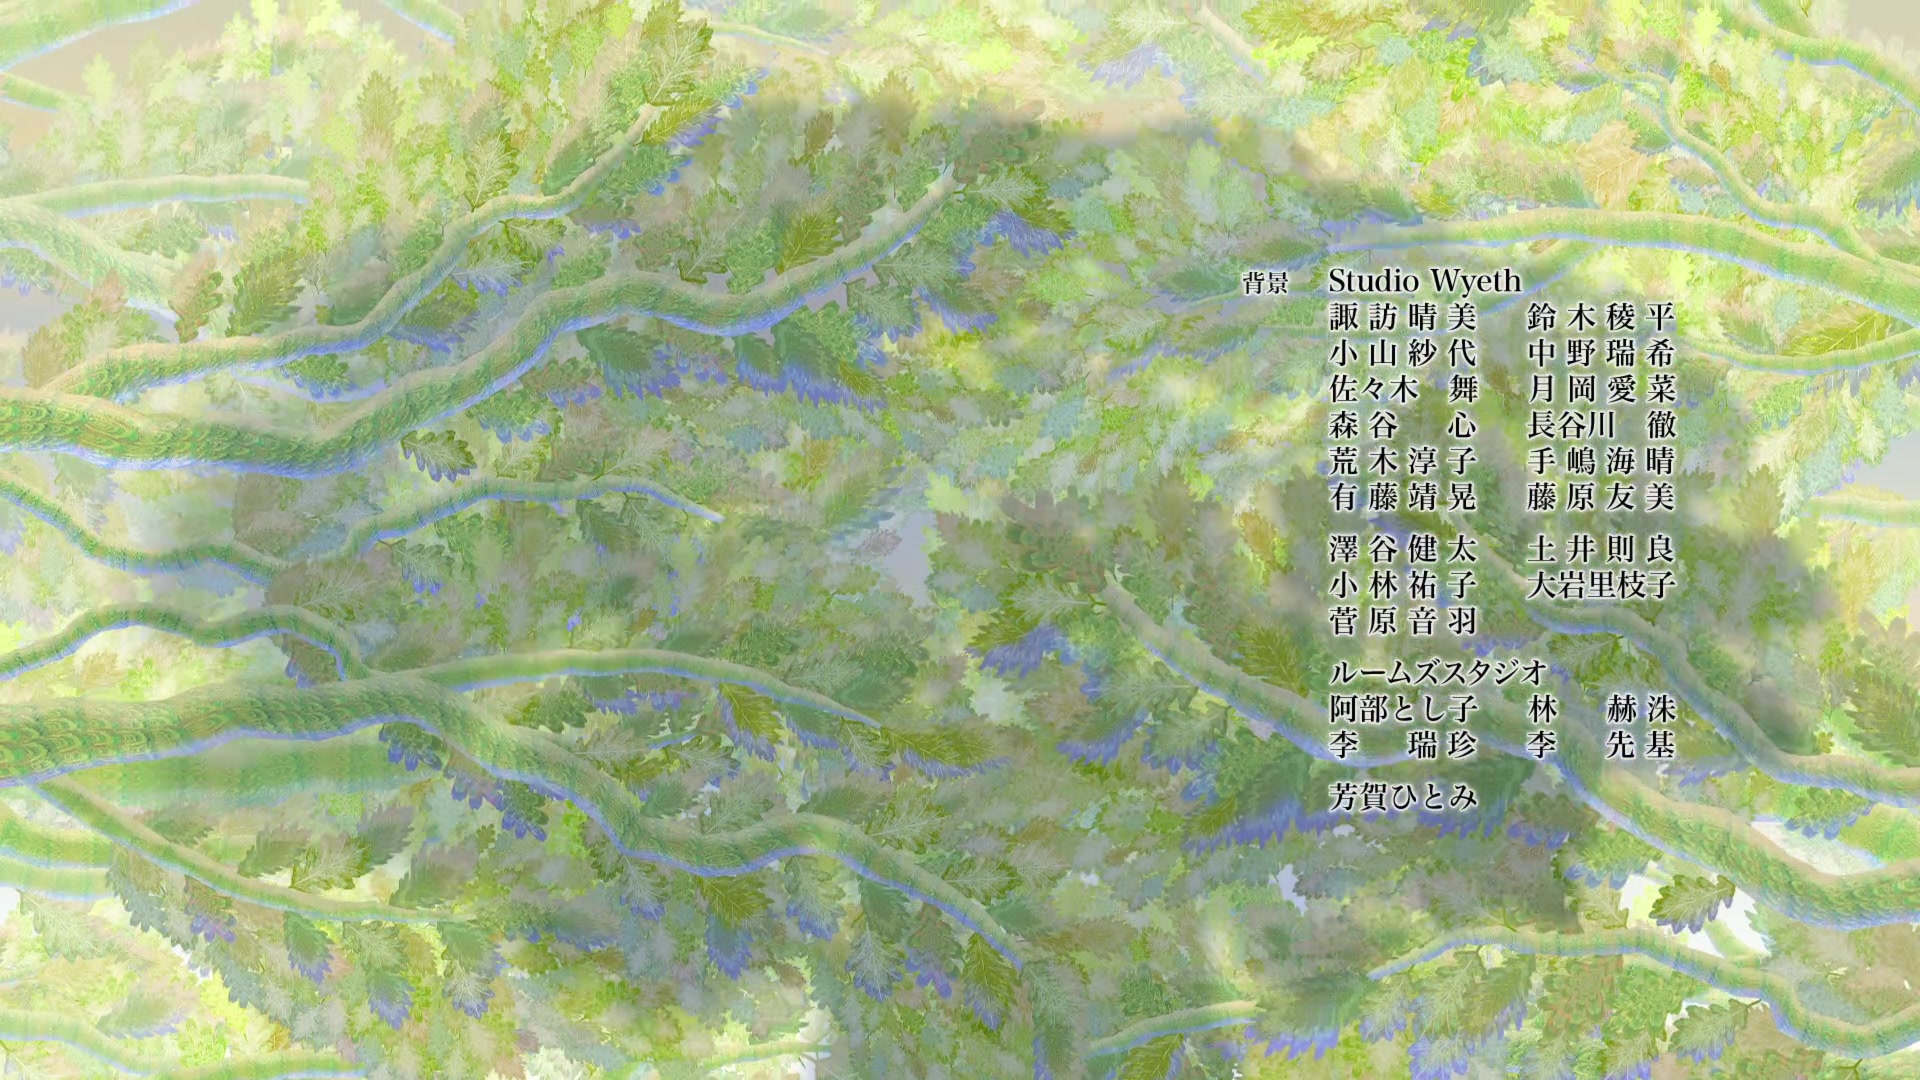 背景 Studio Wyeth
諏訪晴美 鈴木稜平
小山紗代 中野瑞希
佐々木 舞 月岡愛菜
森谷 心 長谷川 徹
荒木淳子 手嶋海晴
有藤靖晃 藤原友美
澤谷健太 土井則良
小林祐子 大岩里枝子
菅原音羽
ルームズスタジオ
阿部とし子 林 赫洙
李 瑞珍 李 先基
芳賀ひとみ